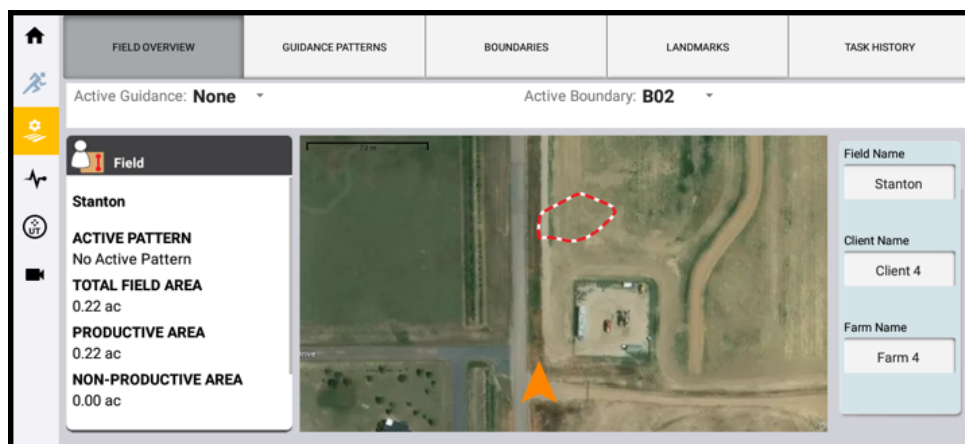 FIELD OVERVIEW
GUIDANCE PATTERNS
BOUNDARIES
LANDMARKS
TASK HISTORY
Active Guidance: None
Active Boundary: B02
Field
Stanton
ACTIVE PATTERN
No Active Pattern
TOTAL FIELD AREA
0.22 ac
PRODUCTIVE AREA
0.22 ac
NON-PRODUCTIVE AREA
0.00 ac
Field Name
Stanton
Client Name
Client 4
Farm Name
Farm 4
UT